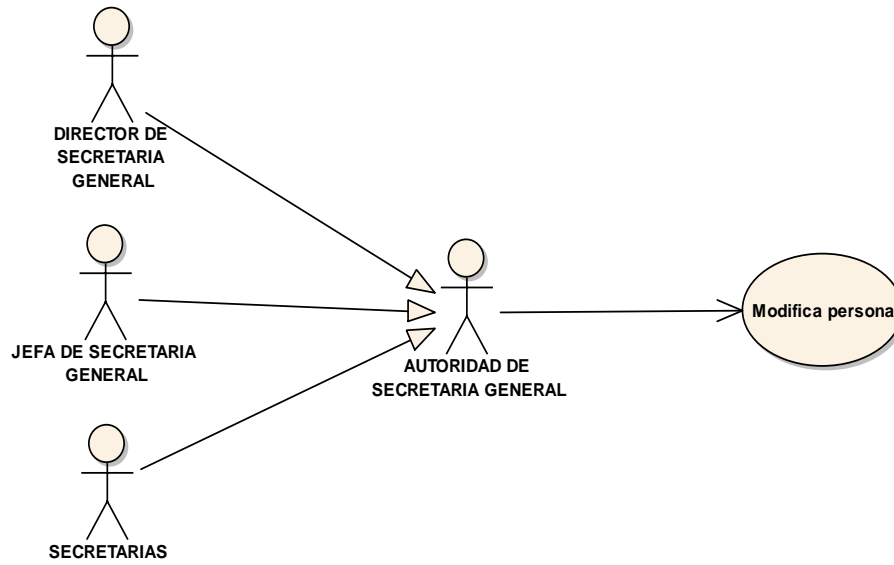 DIRECTOR DE
SECRETARIA
GENERAL
JEFA DE SECRETARIA
GENERAL
AUTORIDAD DE
SECRETARIA GENERAL
Modifica persona
SECRETARIAS